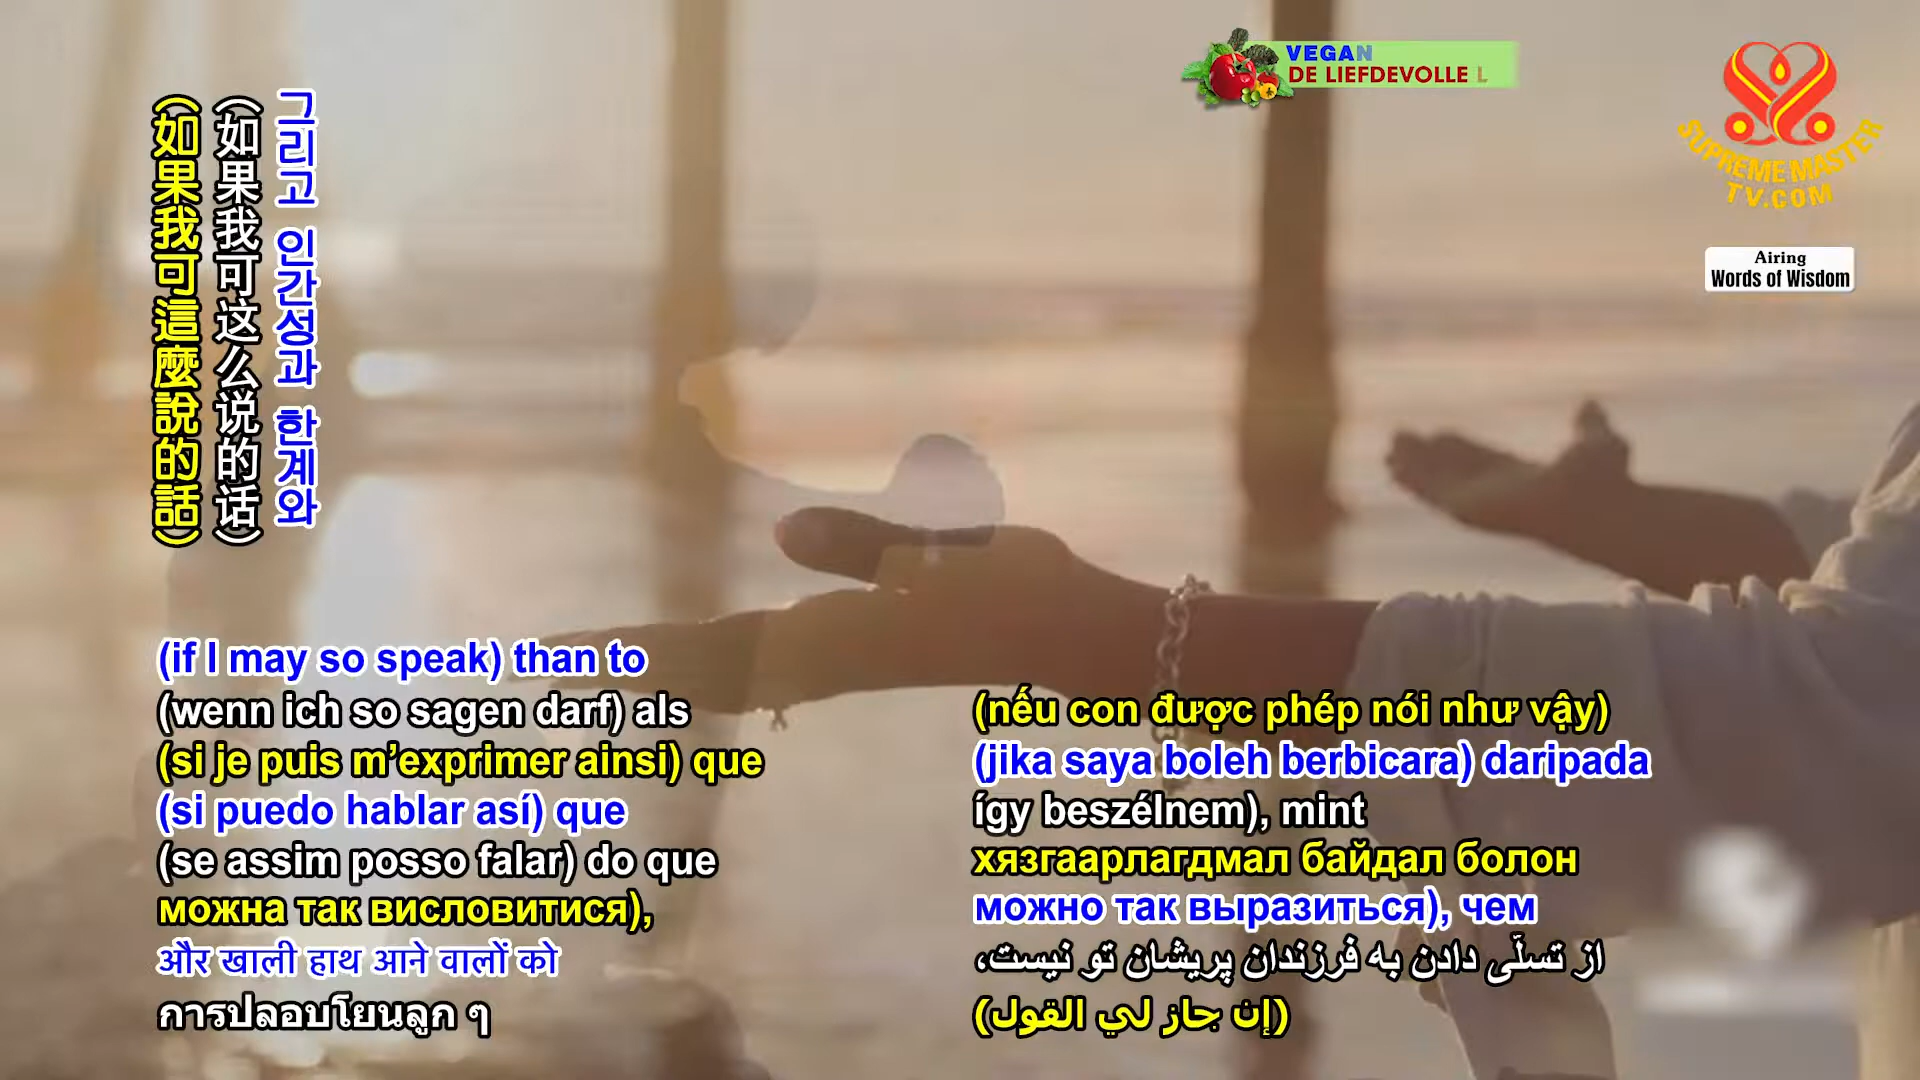 VEGAN
DE LIEFDEVOLLE L
SUPREME MASTER
TV.COM
Airing
Words of Wisdom
그리고 인간성과 한계와
(如果我可这么说的话)
(如果我可這麼說的話)
(if I may so speak) than to
(wenn ich so sagen darf) als
(si je puis m’exprimer ainsi) que
(si puedo hablar así) que
(se assim posso falar) do que
можна так висловитися),
और खाली हाथ आने वालों को
การปลอบโยนลูก ๆ
(nếu con được phép nói như vậy)
(jika saya boleh berbicara) daripada
így beszélnem), mint
хязгаарлагдмал байдал болон
можно так выразиться), чем
از تسلّی دادن به فرزندان پریشان تو نیست،
(إن جاز لي القول)